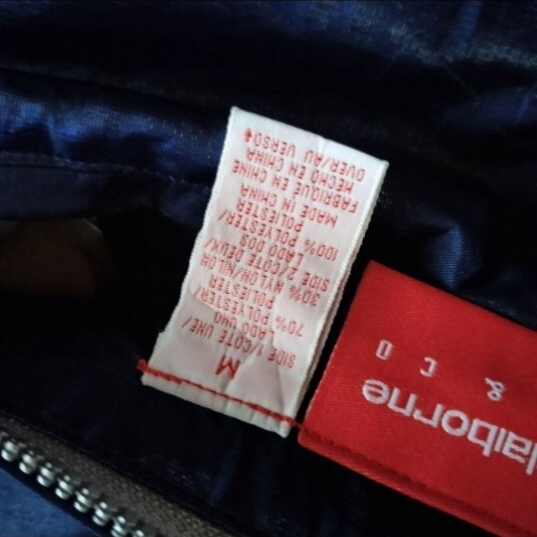 M
SIDE 1/COTE UNE/
LADO UNO
70% POLYESTER/
POLIESTER
30% NYLON/NILON
SIDE 2/COTE DEUX/
LADO DOS
100% POLYESTER/
POLIESTER
MADE IN CHINA
FABRIQUE EN CHINE
HECHO EN CHINA
OVER/AU VERSO
laiborne
& CO